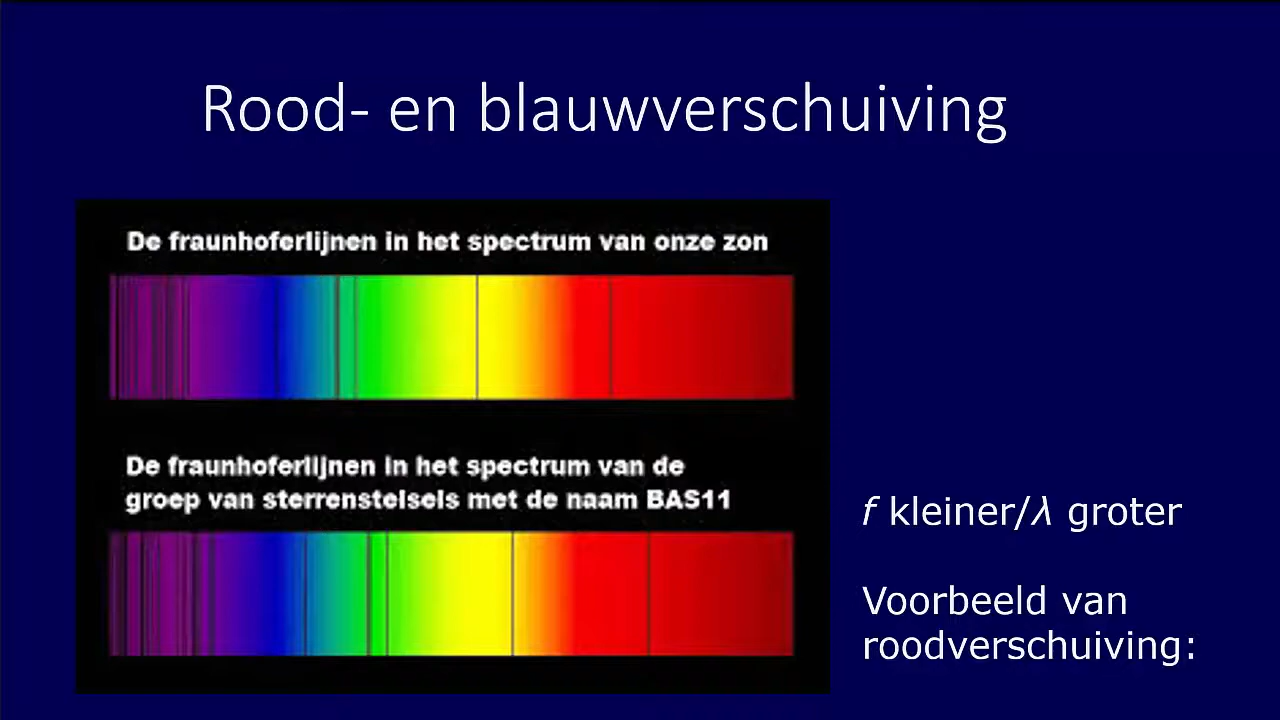 Rood- en blauwverschuiving
De fraunhoferlijnen in het spectrum van onze zon
De fraunhoferlijnen in het spectrum van de
groep van sterrenstelsels met de naam BAS11
f kleiner/λ groter
Voorbeeld van
roodverschuiving: